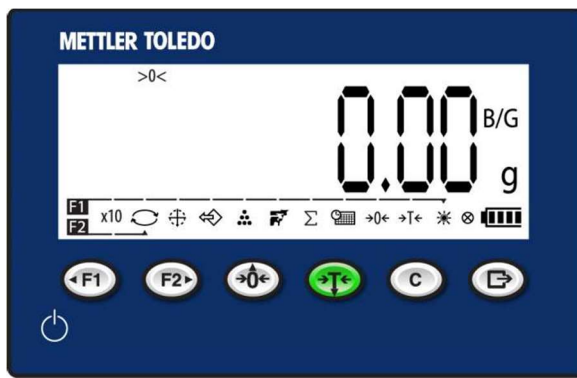 METTLER TOLEDO
>0<
0.00 B/G
g
F1
F2
x10 Σ →0← →T←
F1 F2 →0← →T← C